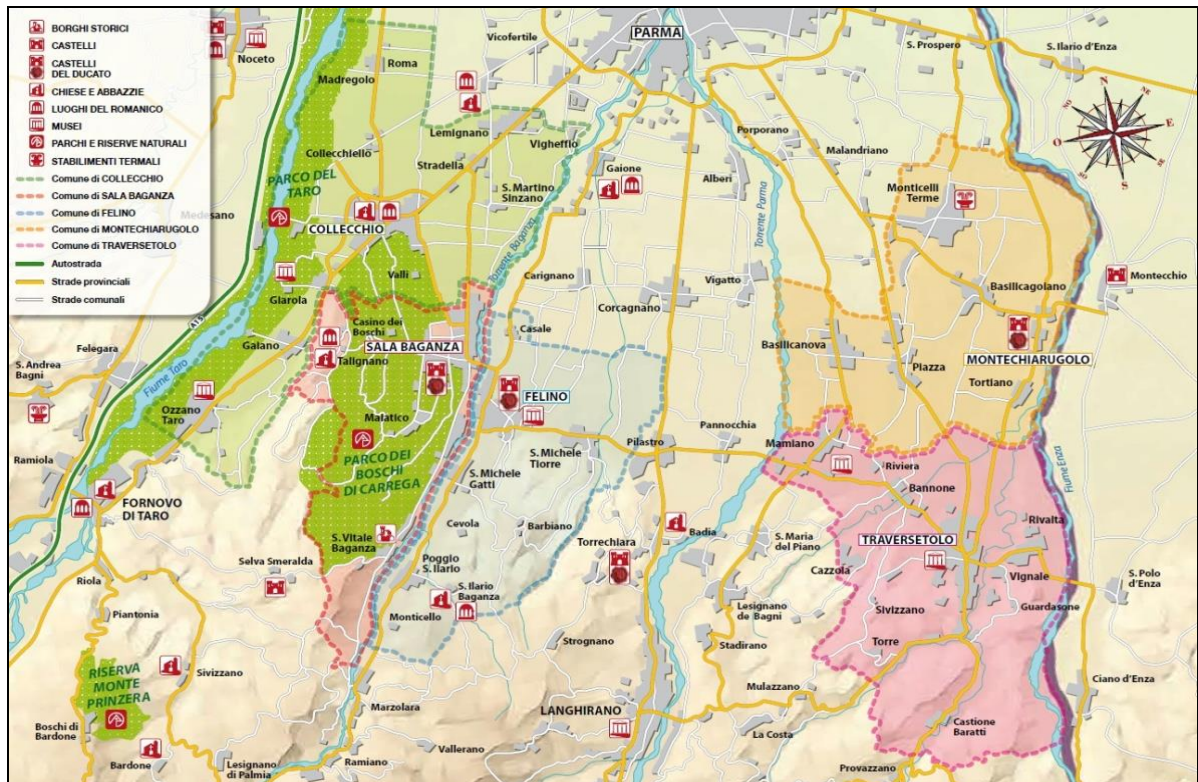 BORGHI STORICI
CASTELLI
CASTELLI
DEL DUCATO
CHIESE E ABBAZZIE
LUOGHI DEL ROMANICO
MUSEI
PARCHI E RISERVE NATURALI
STABILIMENTI TERMALI
Comune di COLLECCHIO
Comune di SALA BAGANZA
Comune di FELINO
Comune di MONTECHIARUGOLO
Comune di TRAVERSETOLO
Autostrada
Strade provinciali
Strade comunali
Noceto
Vicofertile
PARMA
S. Prospero
S. Ilario d'Enza
Roma
Madregolo
N
NE
E
SE
S
SO
O
NO
Lemignano
Vigheffio
Porporano
Malandriano
Collecchiello
Stradella
Gaione
Alberi
PARCO DEL
TARO
S. Martino
Sinzano
Monticelli
Terme
Medesano
COLLECCHIO
Torrente Baganza
Torrente Parma
Valli
Carignano
Vigatto
Montecchio
Giarola
Corcagnano
Basilicagoiano
A15
Casino dei
Boschi
Casale
Gaiano
SALA BAGANZA
Basilicanova
MONTECHIARUGOLO
Felegara
Talignano
Piazza
S. Andrea
Bagni
Fiume Taro
Tortiano
FELINO
Ozzano
Taro
Maiatico
Pilastro
Pannocchia
Mamiano
PARCO DEI
BOSCHI
DI CARREGA
S. Michele
Tiorre
S. Michele
Gatti
Riviera
Ramiola
Bannone
Fiume Enza
FORNOVO
DI TARO
Cevola
Barbiano
Badia
Rivalta
S. Vitale
Baganza
Torrechiara
S. Maria
del Piano
TRAVERSETOLO
Selva Smeralda
Poggio
S. Ilario
Cazzola
Vignale
S. Polo
d'Enza
Riola
S. Ilario
Baganza
Lesignano
de Bagni
Sivizzano
Guardasone
Piantonia
Monticello
Strognano
Stadirano
Torre
RISERVA
MONTE
PRINZERA
Sivizzano
Mulazzano
Ciano d'Enza
Boschi di
Bardone
Marzolara
LANGHIRANO
La Costa
Castione
Baratti
Bardone
Lesignano
di Palmia
Vallerano
Ramiano
Provazzano